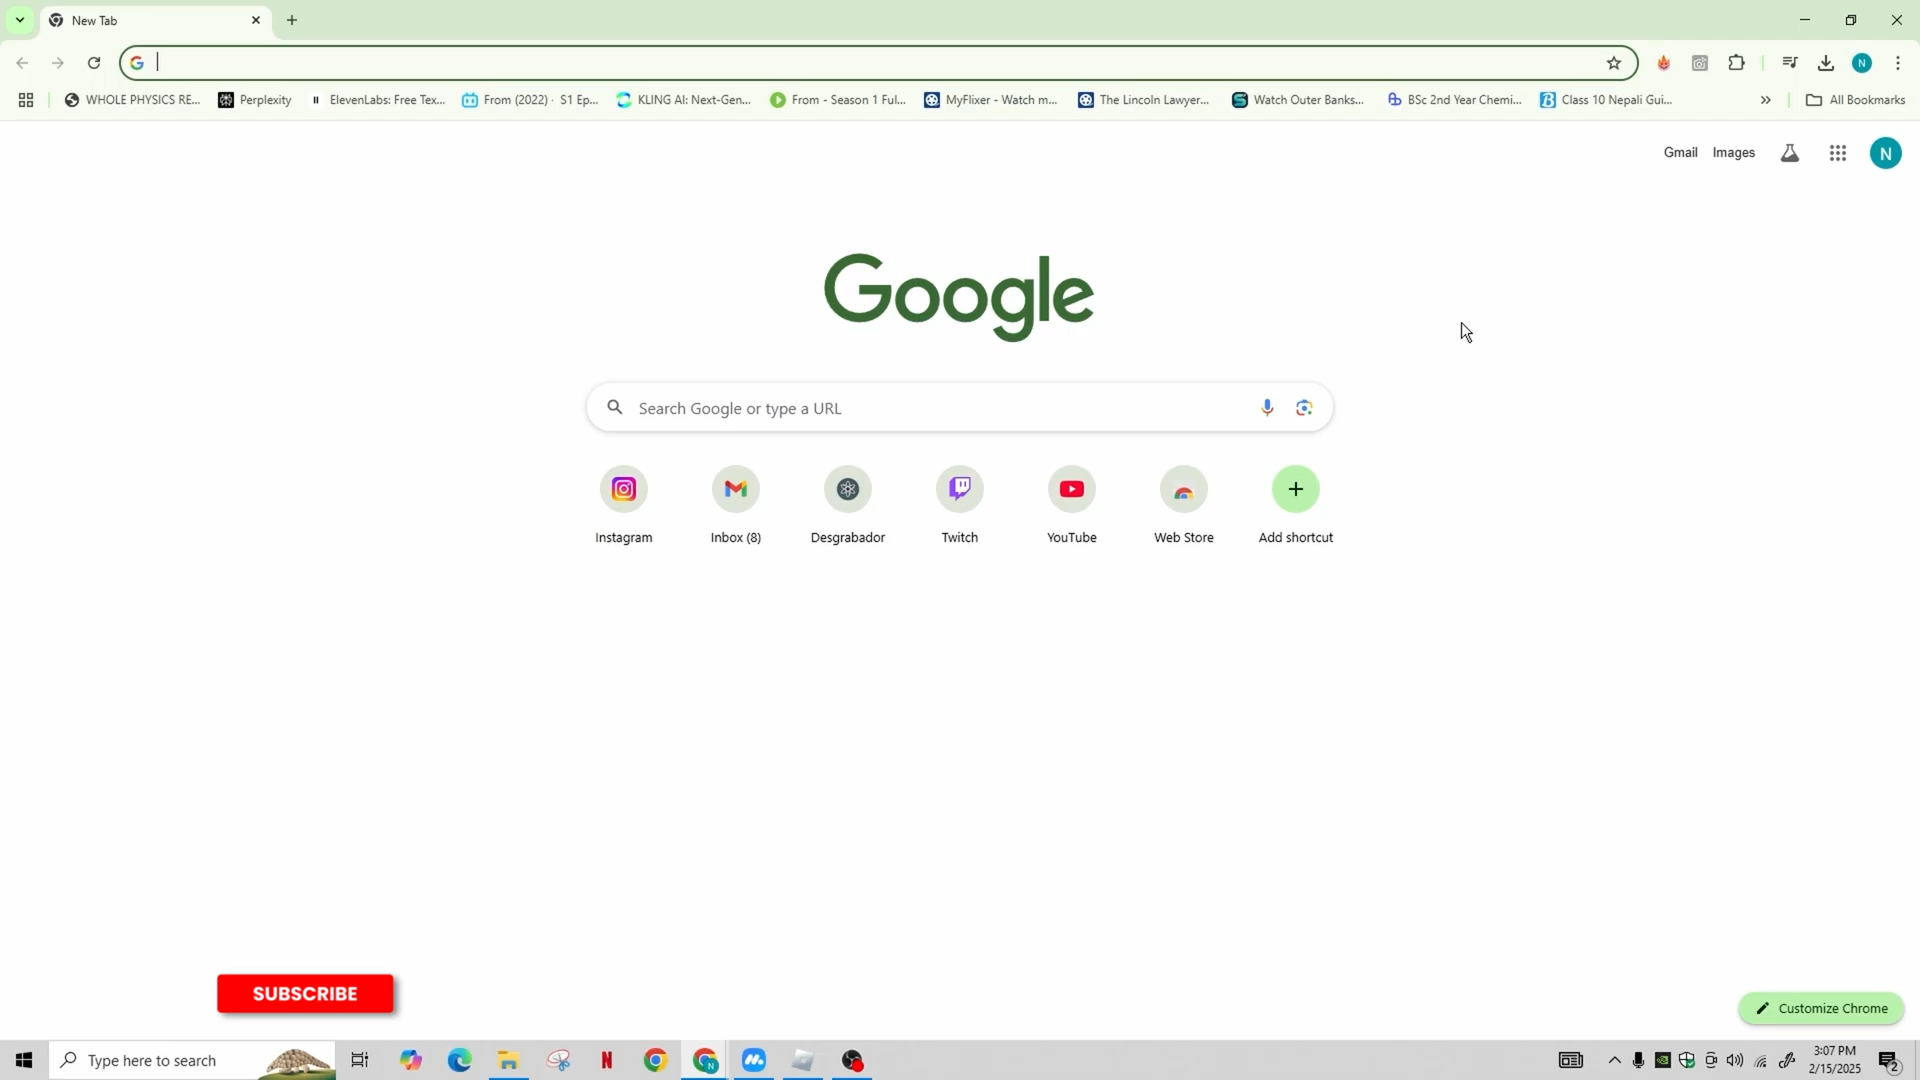 New Tab
WHOLE PHYSICS RE...
Perplexity
ElevenLabs: Free Tex...
From (2022) · S1 Ep...
KLING AI: Next-Gen...
From - Season 1 Ful...
MyFlixer - Watch m...
The Lincoln Lawyer...
Watch Outer Banks...
BSc 2nd Year Chemi...
Class 10 Nepali Gui...
All Bookmarks
Gmail
Images
N
Google
Search Google or type a URL
Instagram
Inbox (8)
Desgrabador
Twitch
YouTube
Web Store
Add shortcut
SUBSCRIBE
Customize Chrome
Type here to search
3:07 PM
2/15/2025
2